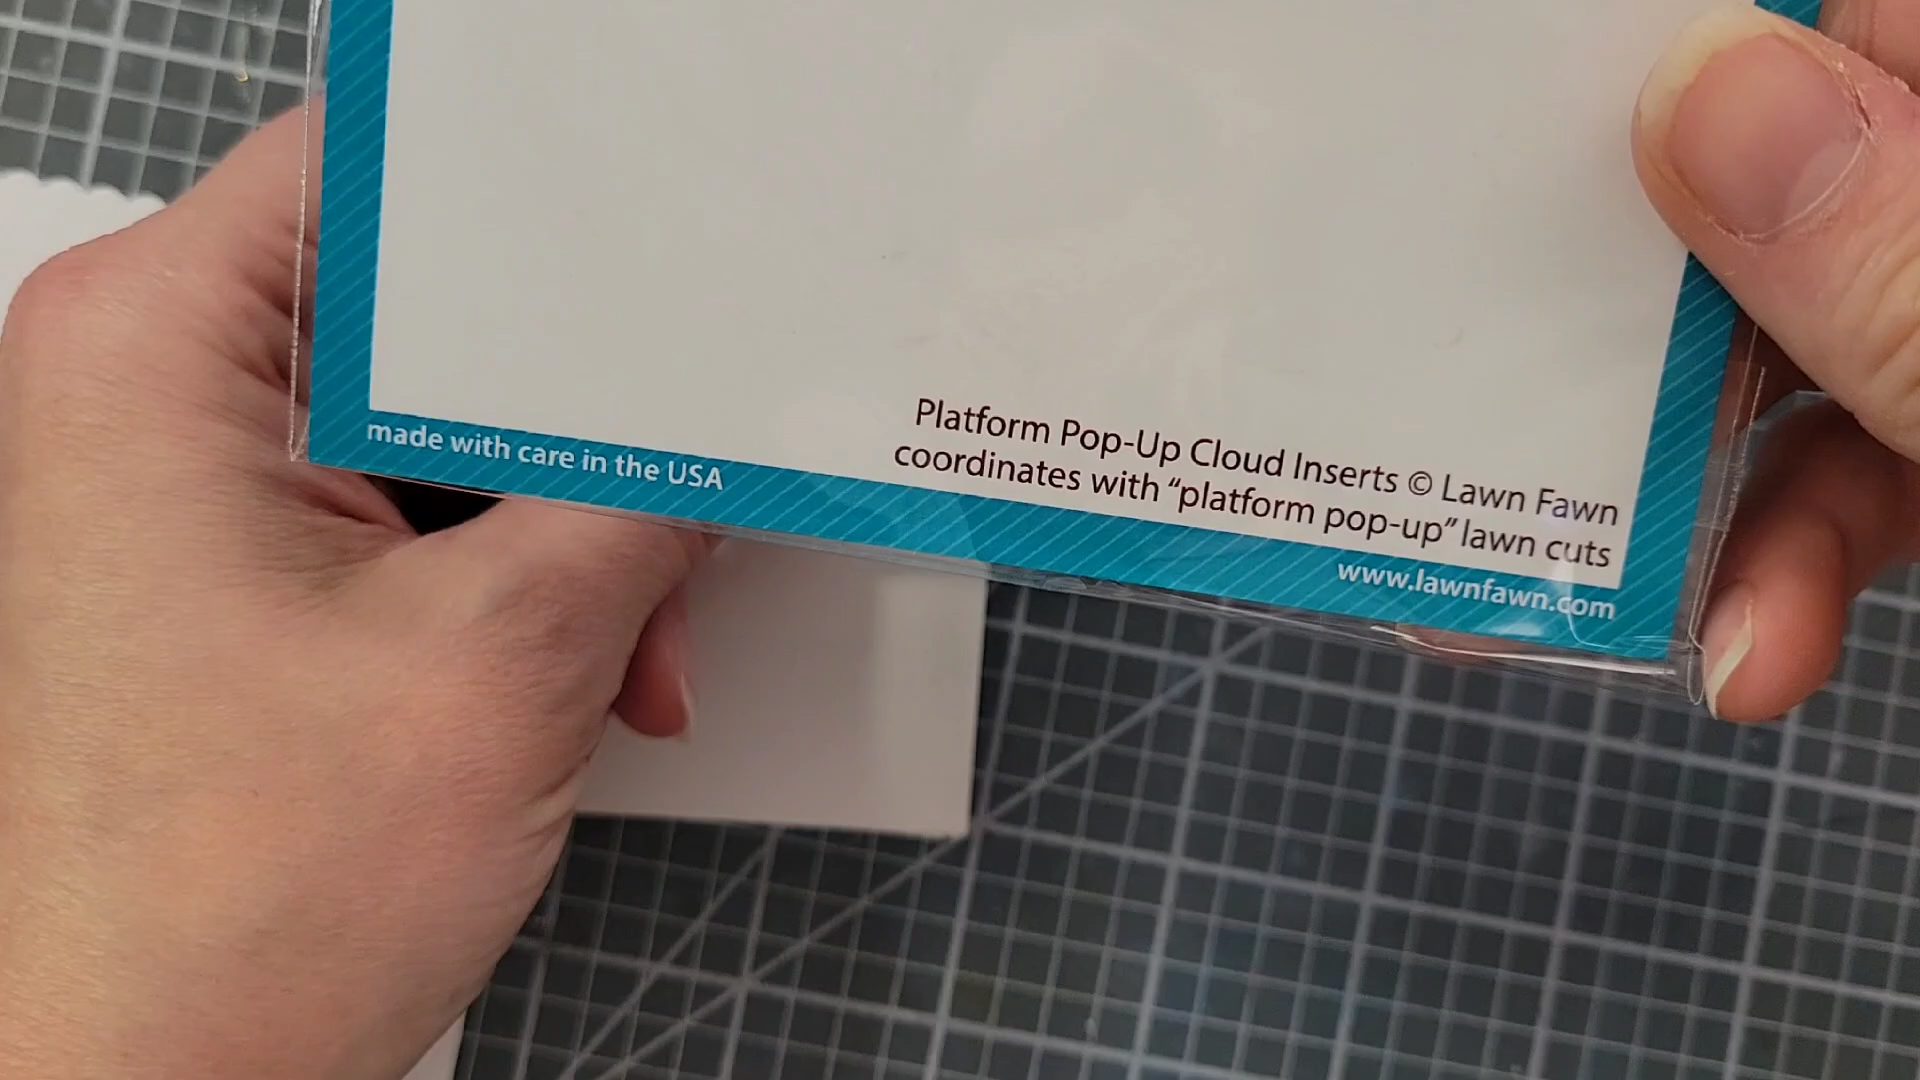 Platform Pop-Up Cloud Inserts © Lawn Fawn
coordinates with “platform pop-up” lawn cuts
made with care in the USA
www.lawnfawn.com